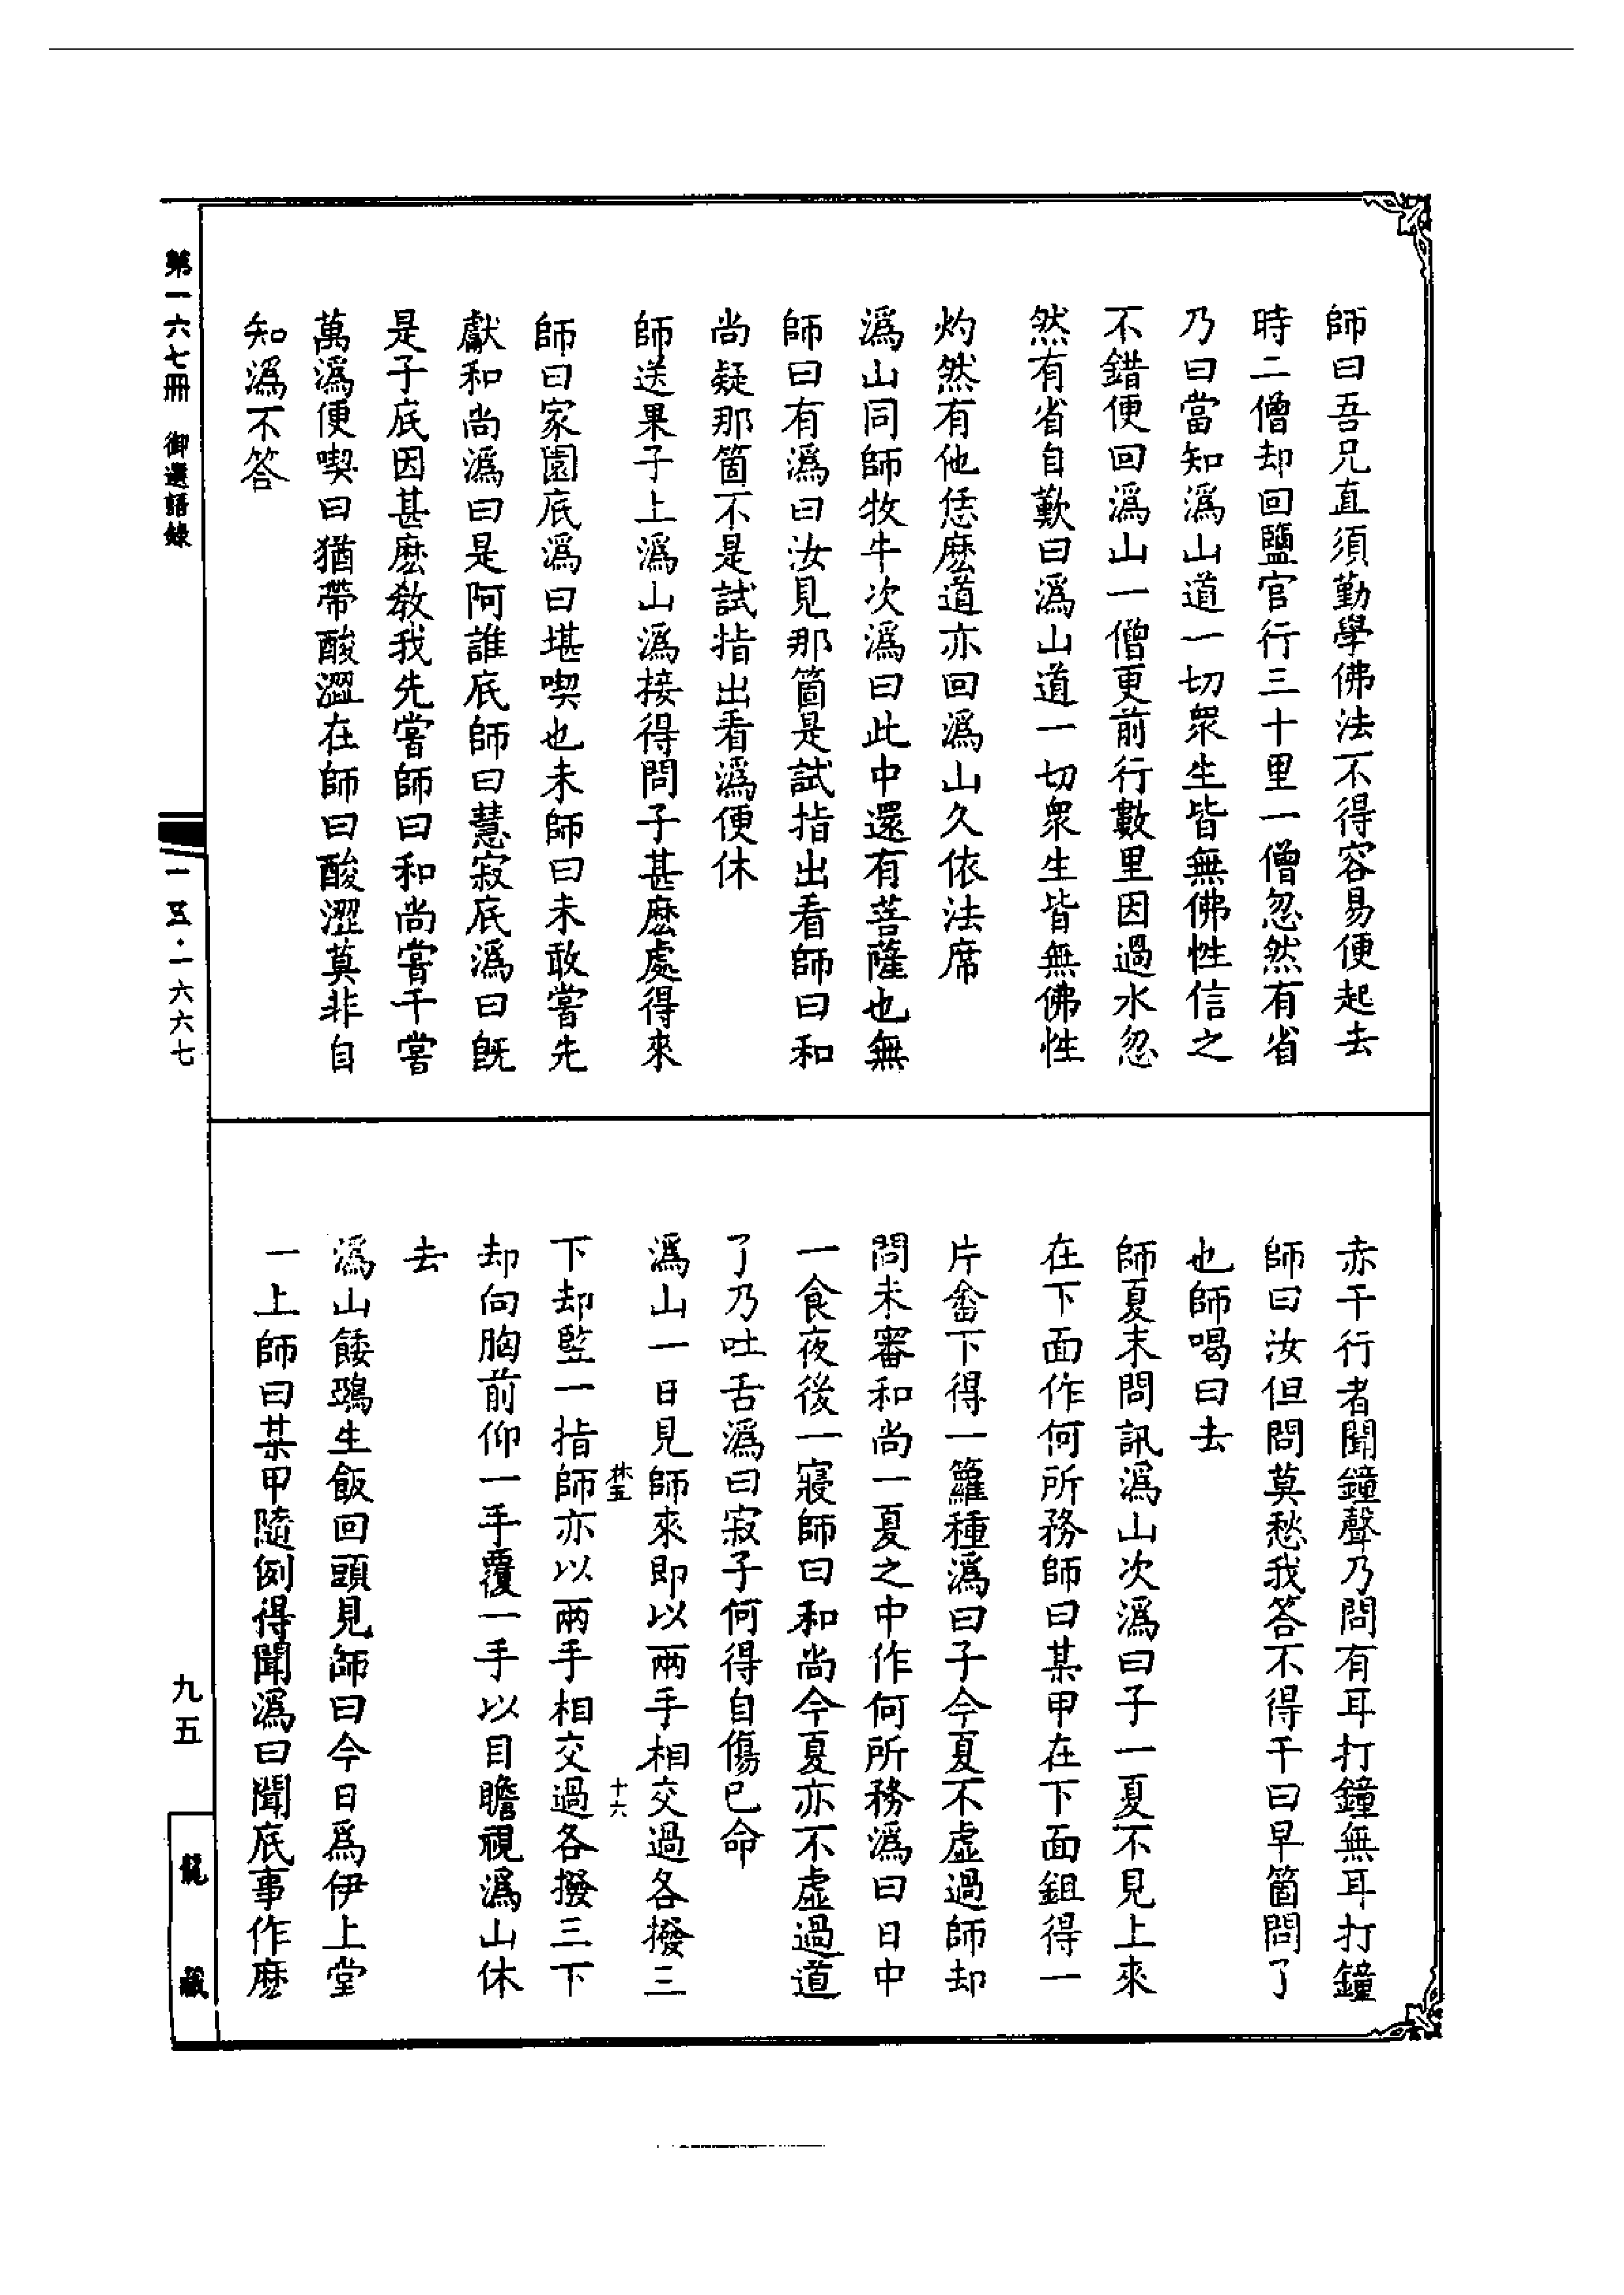 師曰吾兄直須勤學佛法不得容易便起去
時二僧却回鹽官行三十里一僧忽然有省
乃曰當知溈山道一切衆生皆無佛性信之
不錯便回溈山一僧更前行數里因過水忽
然有省自歎曰溈山道一切衆生皆無佛性
灼然有他恁麽道亦回溈山久依法席
溈山同師牧牛次溈曰此中還有菩薩也無
師曰有溈曰汝見那箇是試指出看師曰和
尚疑那箇不是試指出看溈便休
師送果子上溈山溈接得問子甚麽處得來
師曰家園底溈曰堪喫也未師曰未敢嘗先
獻和尚溈曰是阿誰底師曰慧寂底溈曰旣
是子底因甚麽敎我先嘗師曰和尚嘗千嘗
萬溈便喫曰猶帶酸澀在師曰酸澀莫非自
知溈不答
赤干行者聞鐘聲乃問有耳打鐘無耳打鐘
師曰汝但問莫愁我答不得干曰早箇問了
也師喝曰去
師夏末問訊溈山次溈曰子一夏不見上來
在下面作何所務師曰某甲在下面鉏得一
片畬下得一籮種溈曰子今夏不虛過師却
問未審和尚一夏之中作何所務溈曰日中
一食夜後一寢師曰和尚今夏亦不虛過道
了乃吐舌溈曰寂子何得自傷已命
溈山一日見師來即以兩手相交過各撥三
下却竪一指師亦以兩手相交過各撥三下
却向胸前仰一手覆一手以目瞻視溈山休
去
溈山餧鵶生飯回頭見師曰今日爲伊上堂
一上師曰某甲隨例得聞溈曰聞底事作麽
十六
第一六七冊 御選語錄
一五·一六六七
九五
龍藏